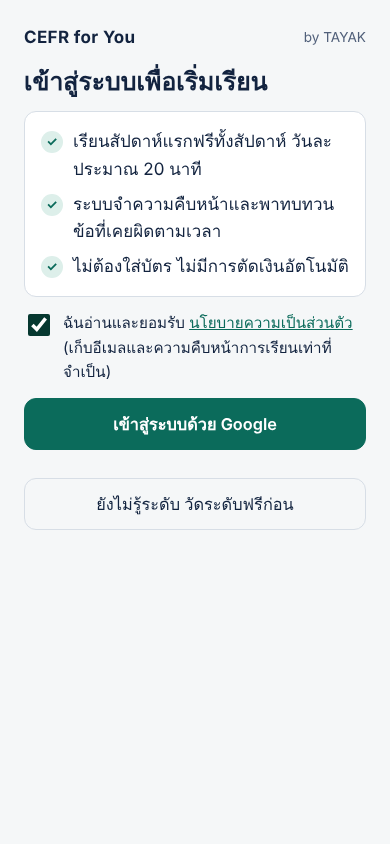 CEFR for You
by TAYAK
เข้าสู่ระบบเพื่อเริ่มเรียน
เรียนสัปดาห์แรกฟรีทั้งสัปดาห์ วันละ
ประมาณ 20 นาที
ระบบจำความคืบหน้าและพาทบทวน
ข้อที่เคยผิดตามเวลา
ไม่ต้องใส่บัตร ไม่มีการตัดเงินอัตโนมัติ
ฉันอ่านและยอมรับ นโยบายความเป็นส่วนตัว
(เก็บอีเมลและความคืบหน้าการเรียนเท่าที่
จำเป็น)
เข้าสู่ระบบด้วย Google
ยังไม่รู้ระดับ วัดระดับฟรีก่อน